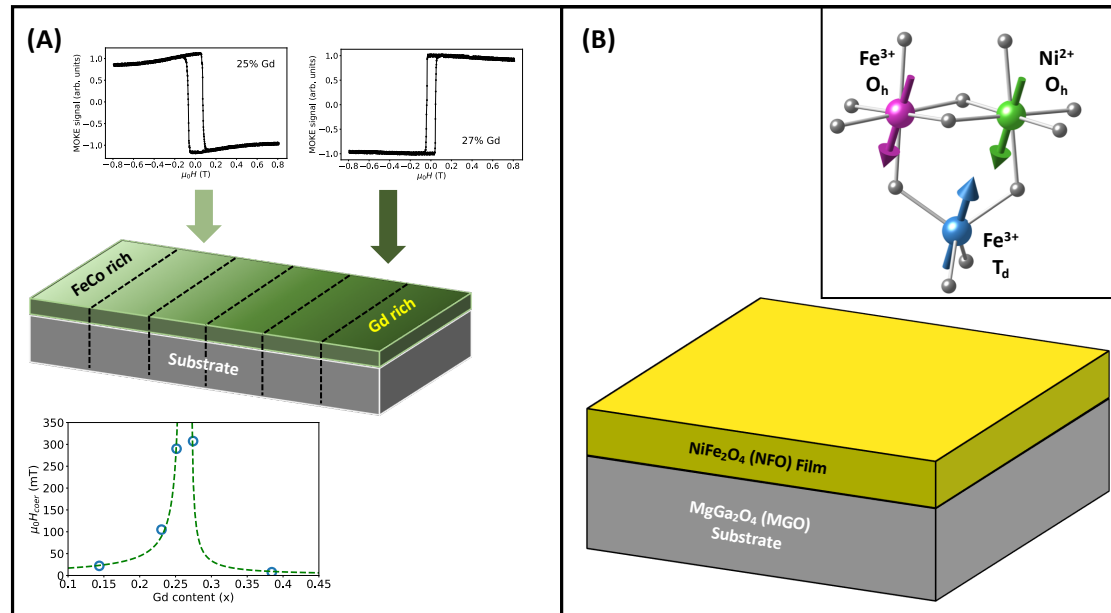 (A)
25% Gd
MOKE signal (arb. units)
1.0
0,5
0.0
−0,5
−1.0
−0.8 −0.6 −0.4 −0.2 0.0 0.2 0.4 0.6 0.8
μ₀H (T)
27% Gd
MOKE signal (arb. units)
1.0
0,5
0.0
−0,5
−1.0
−0.8 −0.6 −0.4 −0.2 0.0 0.2 0.4 0.6 0.8
μ₀H (T)
FeCo rich
Gd rich
Substrate
μ₀H_coer (mT)
350
300
250
200
150
100
50
0
0.1 0.15 0.20 0.25 0.30 0.35 0.4 0.45
Gd content (x)
(B)
Fe³⁺
Oₕ
Ni²⁺
Oₕ
Fe³⁺
T_d
NiFe₂O₄ (NFO) Film
MgGa₂O₄ (MGO)
Substrate